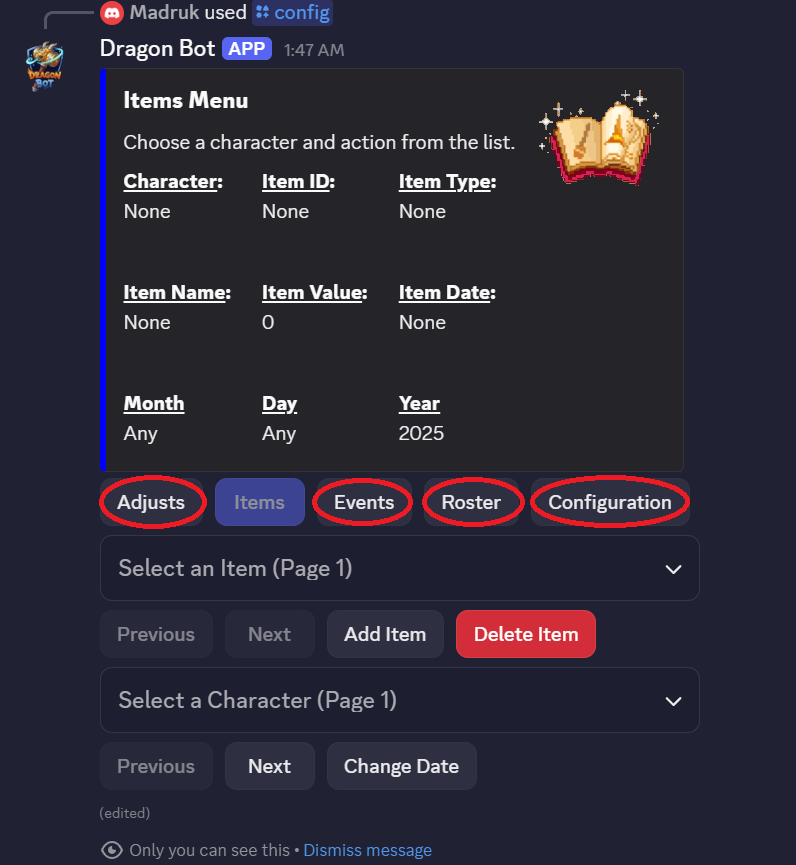 Madruk used config
Dragon Bot APP 1:47 AM
DRAGON
BOT
Items Menu
Choose a character and action from the list.
Character: Item ID: Item Type:
None None None
Item Name: Item Value: Item Date:
None 0 None
Month Day Year
Any Any 2025
Adjusts Items Events Roster Configuration
Select an Item (Page 1)
Previous Next Add Item Delete Item
Select a Character (Page 1)
Previous Next Change Date
(edited)
Only you can see this • Dismiss message